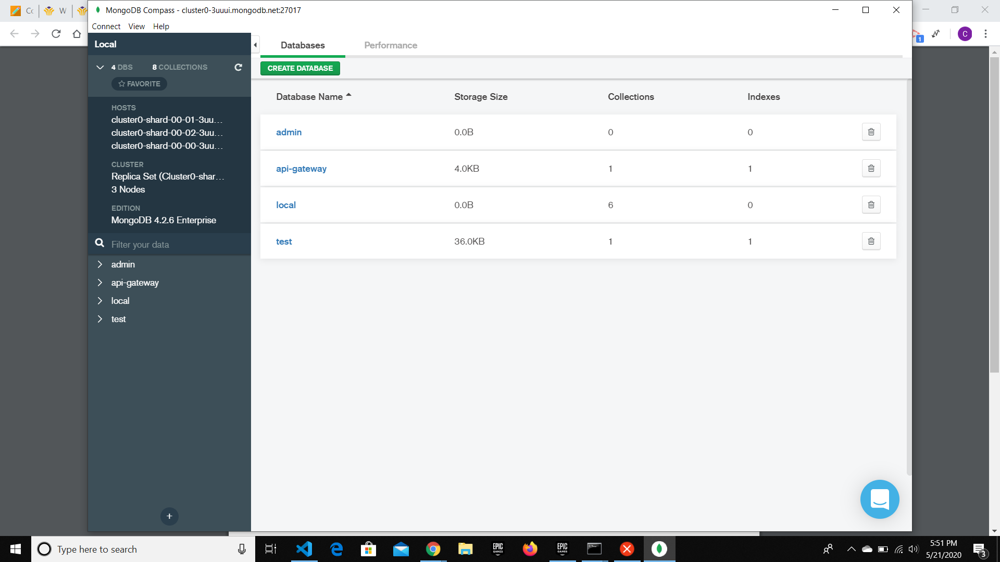 Cc
W
MongoDB Compass - cluster0-3uuui.mongodb.net:27017
Connect View Help
1
C
Local
Databases Performance
4 DBS 8 COLLECTIONS
CREATE DATABASE
FAVORITE
HOSTS
cluster0-shard-00-01-3uu...
cluster0-shard-00-02-3uu...
cluster0-shard-00-00-3uu...
CLUSTER
Replica Set (Cluster0-shar...
3 Nodes
EDITION
MongoDB 4.2.6 Enterprise
Filter your data
admin
api-gateway
local
test
+
Database Name Storage Size Collections Indexes
admin 0.0B 0 0
api-gateway 4.0KB 1 1
local 0.0B 6 0
test 36.0KB 1 1
Type here to search
EPIC GAMES
EPIC GAMES
5:51 PM
5/21/2020
3